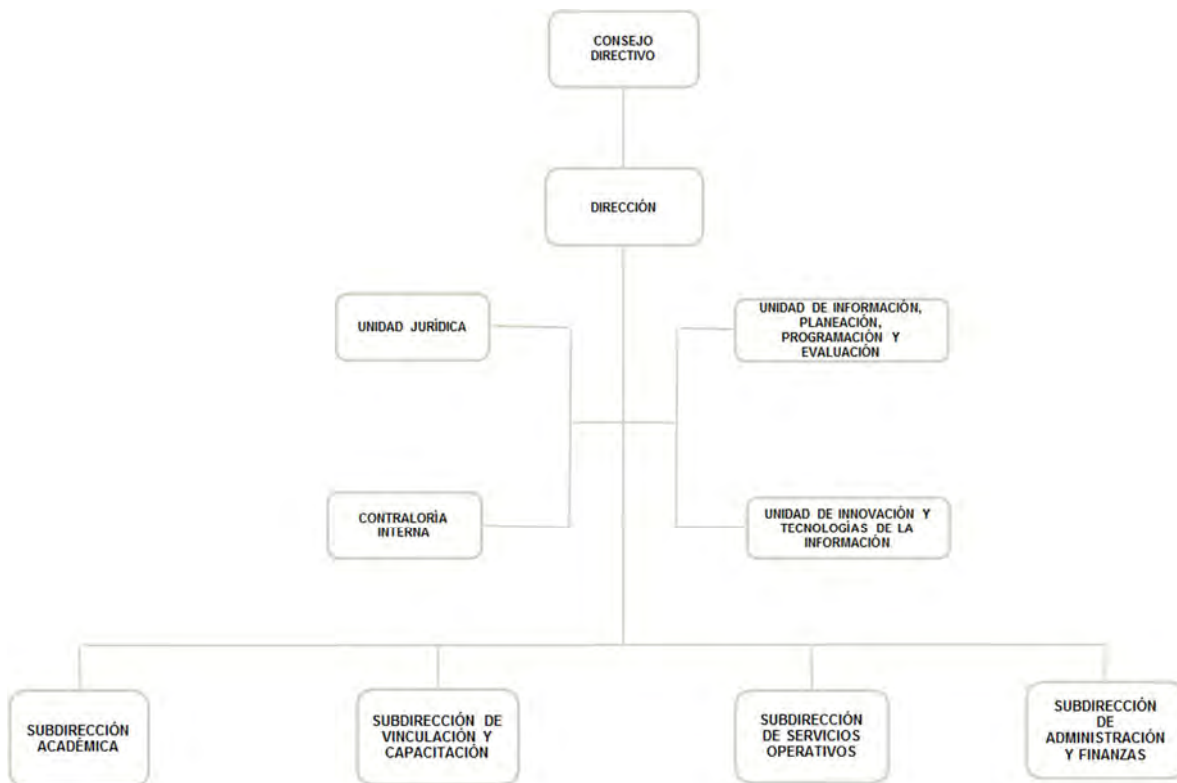 CONSEJO
DIRECTIVO
DIRECCIÓN
UNIDAD JURÍDICA
UNIDAD DE INFORMACIÓN,
PLANEACIÓN,
PROGRAMACIÓN Y
EVALUACIÓN
CONTRALORÌA
INTERNA
UNIDAD DE INNOVACIÓN Y
TECNOLOGÍAS DE LA
INFORMACIÓN
SUBDIRECCIÓN
ACADÉMICA
SUBDIRECCIÓN DE
VINCULACIÓN Y
CAPACITACIÓN
SUBDIRECCIÓN
DE SERVICIOS
OPERATIVOS
SUBDIRECCIÓN
DE
ADMINISTRACIÓN
Y FINANZAS